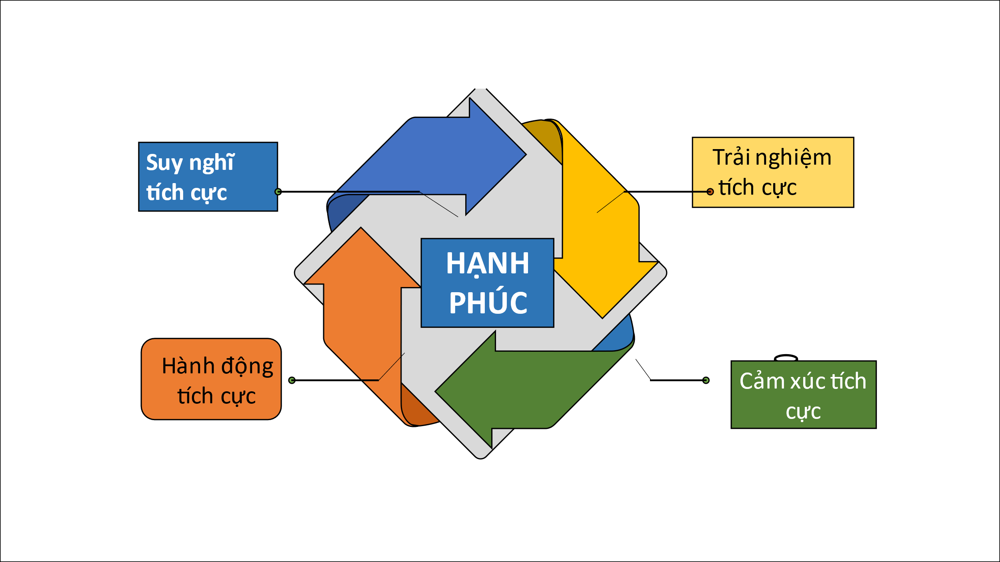 Suy nghĩ
tích cực
Trải nghiệm
tích cực
HẠNH
PHÚC
Hành động
tích cực
Cảm xúc tích
cực